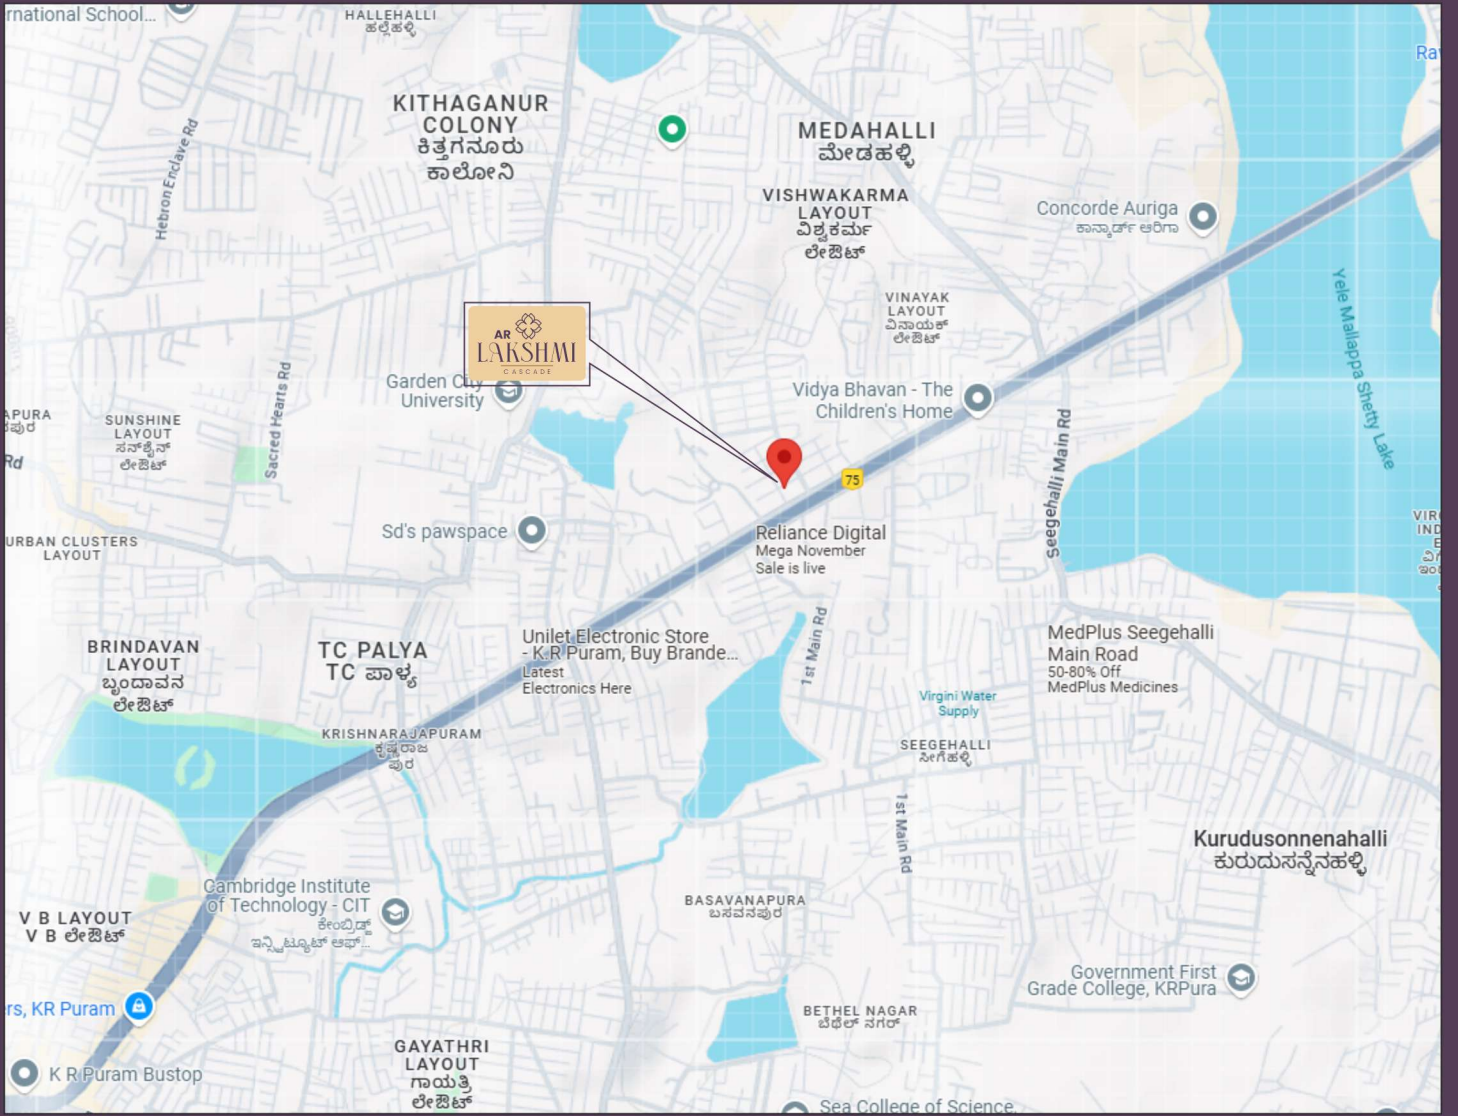 rnational School...
HALLEHALLI
ಹಲ್ಲೆಹಳ್ಳಿ
Hebron Enclave Rd
KITHAGANUR
COLONY
ಕಿತ್ತಗನೂರು
ಕಾಲೋನಿ
MEDAHALLI
ಮೇಡಹಳ್ಳಿ
VISHWAKARMA
LAYOUT
ವಿಶ್ವಕರ್ಮ
ಲೇಔಟ್
Concorde Auriga
ಕಾನ್ಕಾರ್ಡ್ ಆರಿಗಾ
VINAYAK
LAYOUT
ವಿನಾಯಕ್
ಲೇಔಟ್
Yele Mallappa Shetty Lake
AR
LAKSHMI
CASCADE
Garden City
University
Vidya Bhavan - The
Children's Home
Sacred Hearts Rd
SUNSHINE
LAYOUT
ಸನ್‌ಶೈನ್
ಲೇಔಟ್
APURA
Rd
75
Seegehalli Main Rd
Sd's pawspace
Reliance Digital
Mega November
Sale is live
URBAN CLUSTERS
LAYOUT
BRINDAVAN
LAYOUT
ಬೃಂದಾವನ
ಲೇಔಟ್
TC PALYA
TC ಪಾಳ್ಯ
Unilet Electronic Store
- K.R Puram, Buy Brande...
Latest
Electronics Here
1st Main Rd
MedPlus Seegehalli
Main Road
50-80% Off
MedPlus Medicines
Virgini Water
Supply
KRISHNARAJAPURAM
ಕೃಷ್ಣರಾಜ
ಪುರ
SEEGEHALLI
ಸೀಗೆಹಳ್ಳಿ
1st Main Rd
Kurudusonnenahalli
ಕುರುದುಸನ್ನೆನಹಳ್ಳಿ
Cambridge Institute
of Technology - CIT
ಕೇಂಬ್ರಿಡ್ಜ್
ಇನ್ಸ್ಟಿಟ್ಯೂಟ್ ಆಫ್...
V B LAYOUT
V B ಲೇಔಟ್
BASAVANAPURA
ಬಸವನಪುರ
Government First
Grade College, KRPura
ers, KR Puram
BETHEL NAGAR
ಬೆಥೆಲ್ ನಗರ್
GAYATHRI
LAYOUT
ಗಾಯತ್ರಿ
ಲೇಔಟ್
K R Puram Bustop
Sea College of Science,